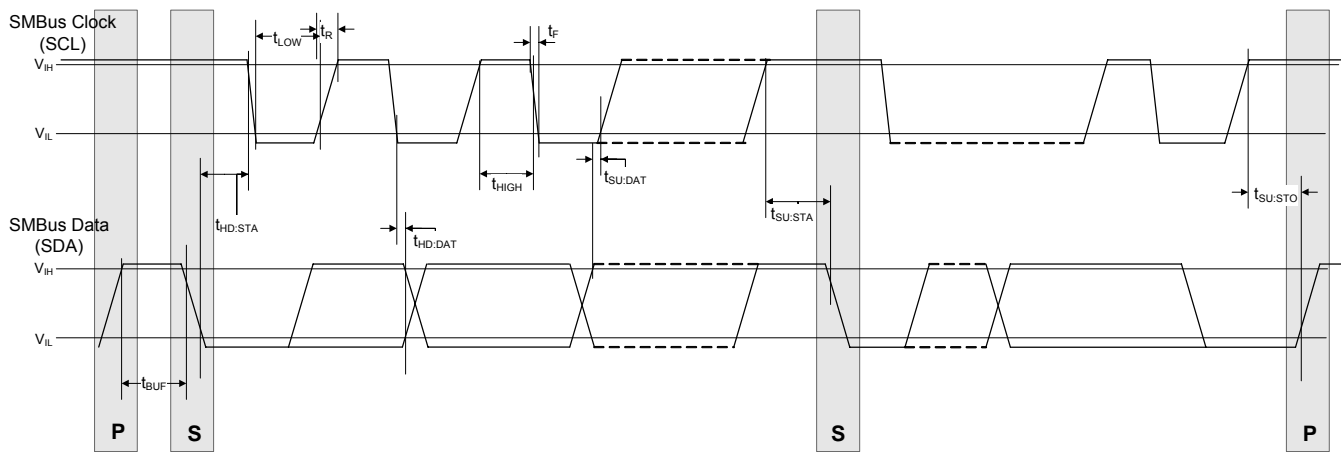 SMBus Clock
(SCL)
tLOW
tR
tF
VIH
VIL
tHD:STA
tHIGH
tSU:DAT
tSU:STA
tSU:STO
SMBus Data
(SDA)
tHD:DAT
VIH
VIL
tBUF
P
S
S
P